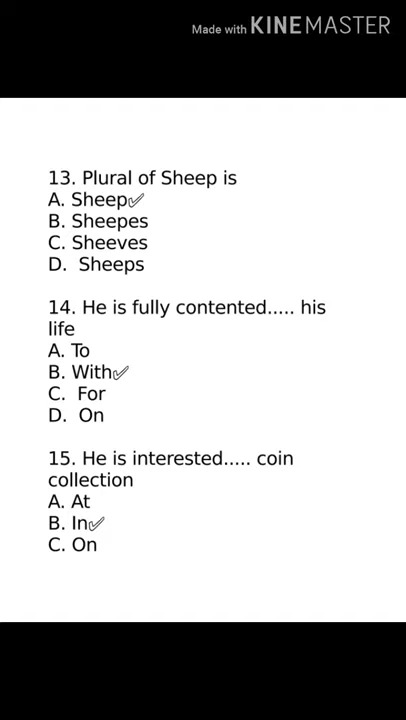 Made with KINEMASTER
13. Plural of Sheep is
A. Sheep✅
B. Sheepes
C. Sheeves
D.  Sheeps
14. He is fully contented..... his
life
A. To
B. With✅
C.  For
D.  On
15. He is interested..... coin
collection
A. At
B. In✅
C. On